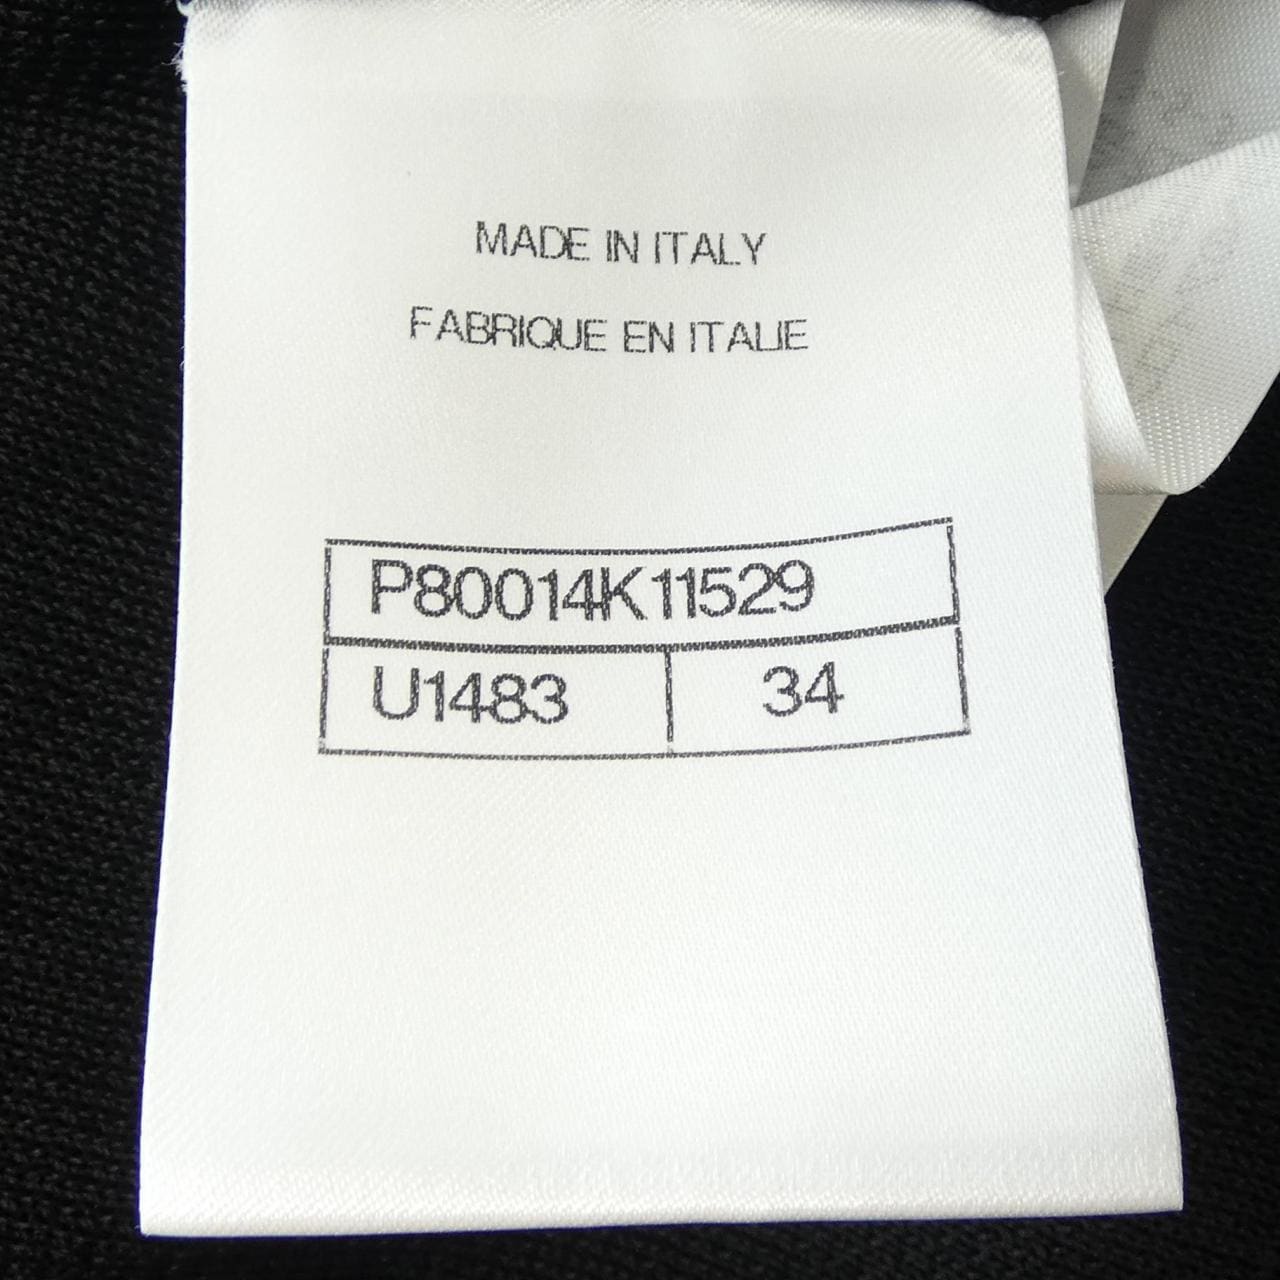 MADE IN ITALY
FABRIQUE EN ITALIE
P80014K11529
U1483 34